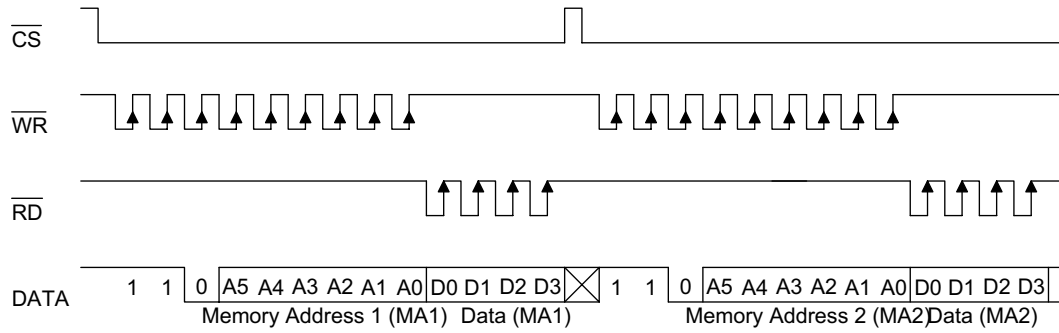 CS
WR
RD
DATA 1 1 0 A5 A4 A3 A2 A1 A0 D0 D1 D2 D3 1 1 0 A5 A4 A3 A2 A1 A0 D0 D1 D2 D3
Memory Address 1 (MA1) Data (MA1) Memory Address 2 (MA2) Data (MA2)